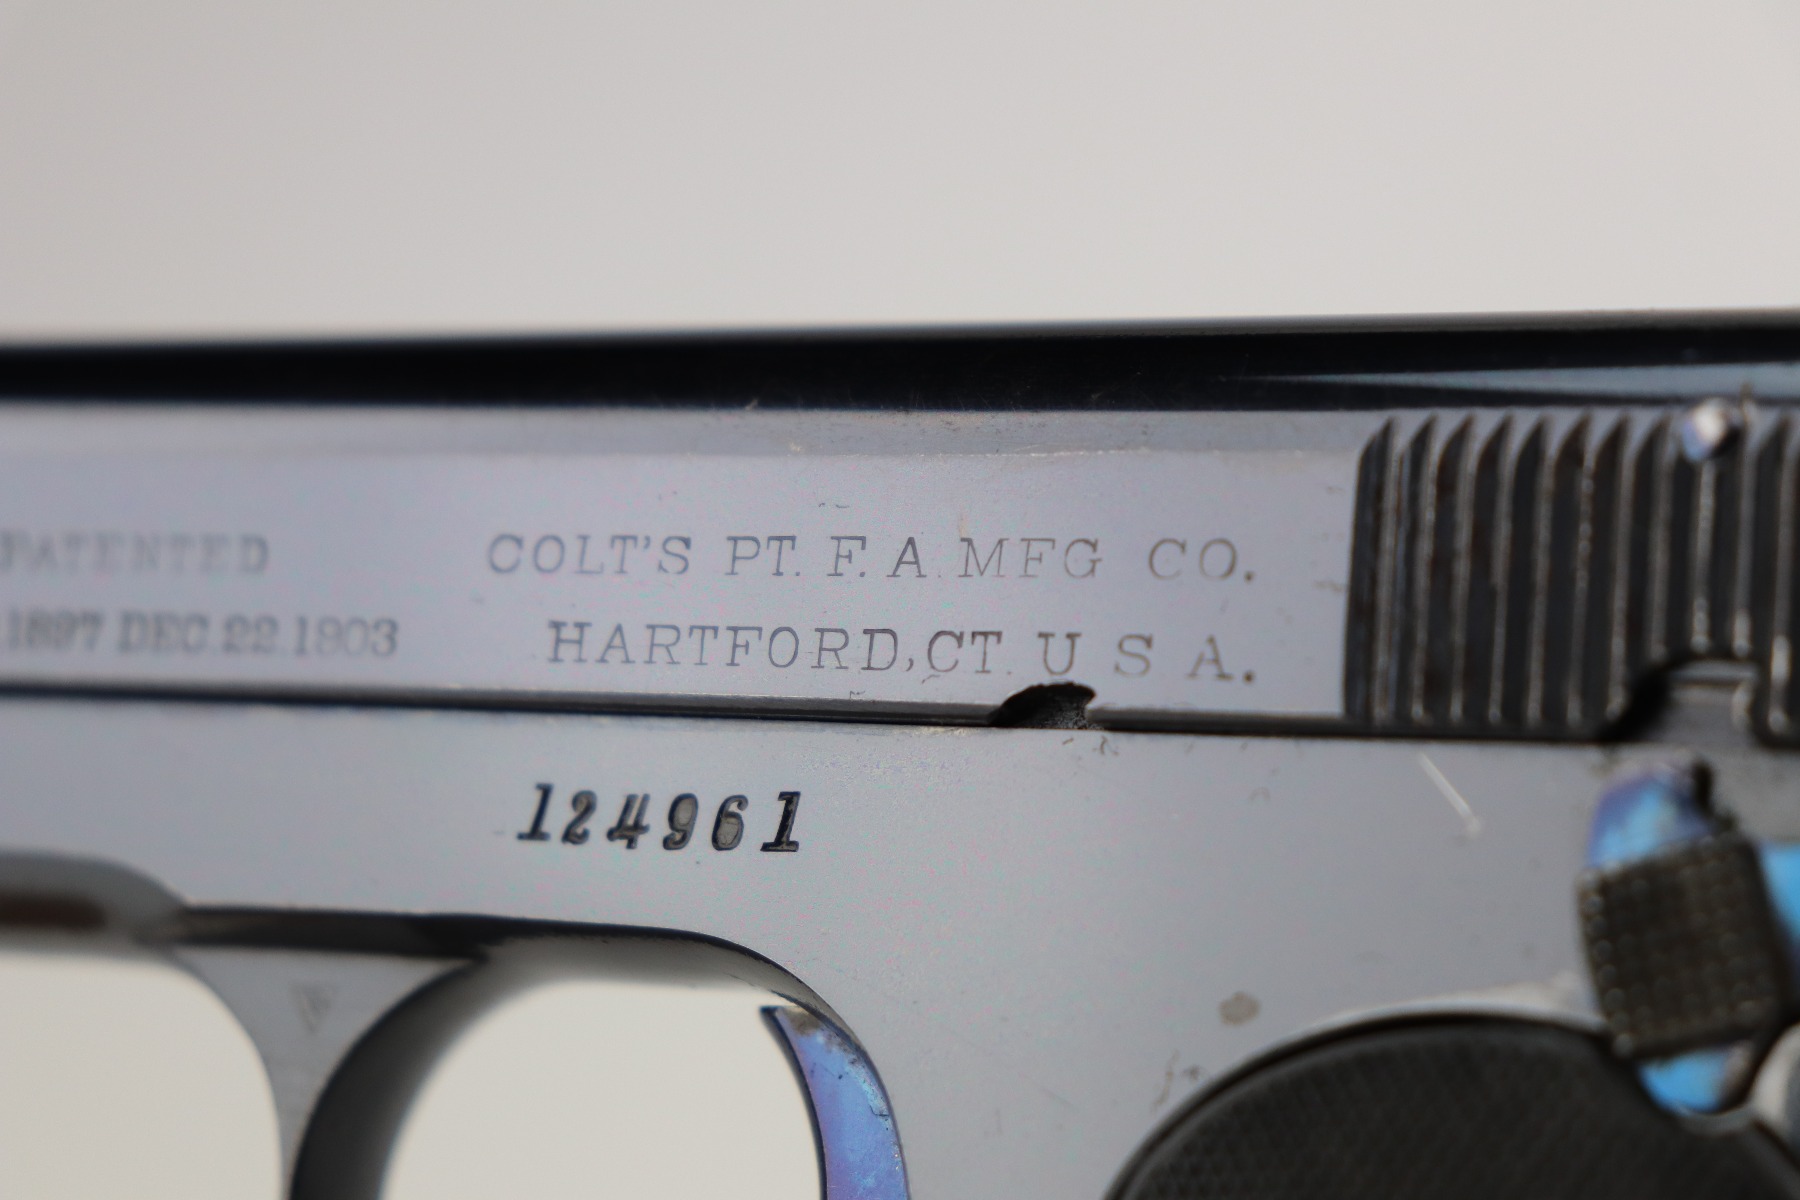 PATENTED
1897 DEC.22.1903
COLT'S PT. F. A. MFG CO.
HARTFORD, CT. U S A.
124961
V